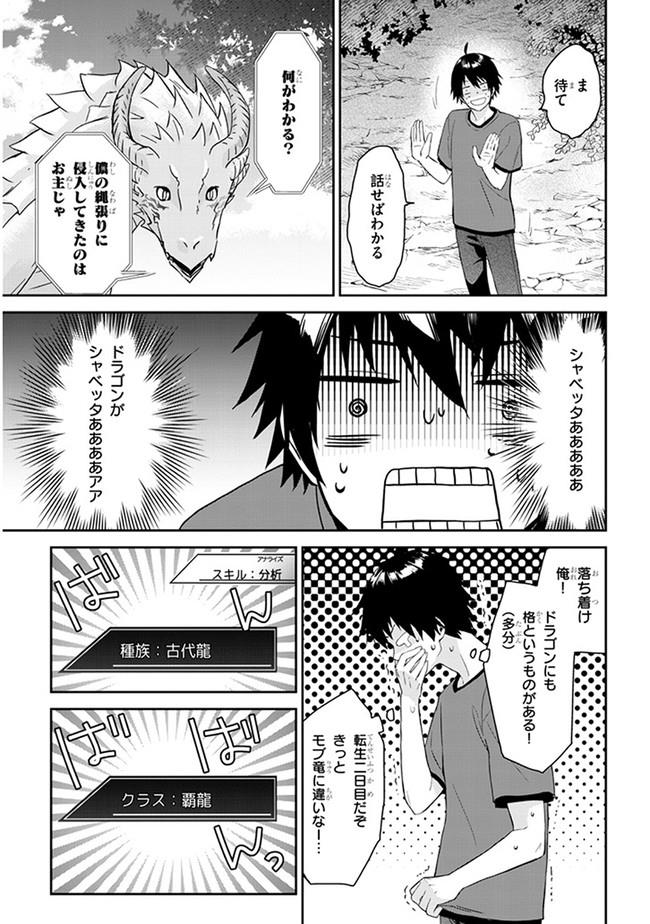 ま
待て
話せばわかる
何がわかる？
儂の縄張りに
侵入してきたのは
お主じゃ
シャベッタあああああ
ドラゴンが
シャベッタああああアア
落ち着け
俺！
ドラゴンにも
格というものがある！
（多分）
転生二日目だぞ
きっと
モブ竜に違いな！…
スキル：分析
アナライズ
ばん
種族：古代龍
ばばんっ
クラス：覇龍